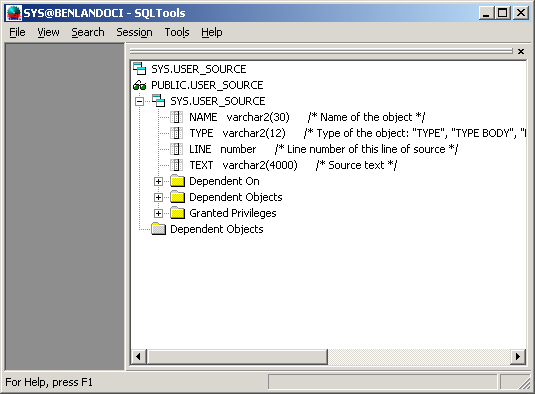 SYS@BENLANDOCI - SQLTools
File View Search Session Tools Help
SYS.USER_SOURCE
PUBLIC.USER_SOURCE
SYS.USER_SOURCE
NAME varchar2(30) /* Name of the object */
TYPE varchar2(12) /* Type of the object: "TYPE", "TYPE BODY", "
LINE number /* Line number of this line of source */
TEXT varchar2(4000) /* Source text */
Dependent On
Dependent Objects
Granted Privileges
Dependent Objects
For Help, press F1